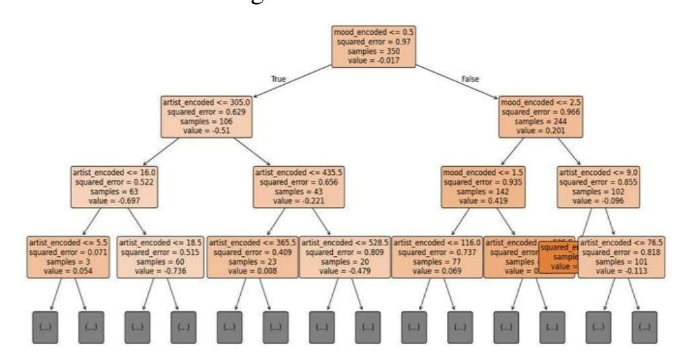 mood_encoded <= 0.5
squared_error = 0.97
samples = 350
value = -0.017
True
False
artist_encoded <= 305.0
squared_error = 0.629
samples = 106
value = -0.51
mood_encoded <= 2.5
squared_error = 0.966
samples = 244
value = 0.201
artist_encoded <= 16.0
squared_error = 0.522
samples = 63
value = -0.697
artist_encoded <= 435.5
squared_error = 0.656
samples = 43
value = -0.221
mood_encoded <= 1.5
squared_error = 0.935
samples = 142
value = 0.419
artist_encoded <= 9.0
squared_error = 0.855
samples = 102
value = -0.096
artist_encoded <= 5.5
squared_error = 0.071
samples = 3
value = 0.054
artist_encoded <= 18.5
squared_error = 0.515
samples = 60
value = -0.736
artist_encoded <= 365.5
squared_error = 0.409
samples = 23
value = 0.008
artist_encoded <= 528.5
squared_error = 0.809
samples = 20
value = -0.479
artist_encoded <= 116.0
squared_error = 0.737
samples = 77
value = 0.069
artist_encoded
squared_error =
samples =
value =
value =
artist_encoded <= 76.5
squared_error = 0.818
samples = 101
value = -0.113
(...) (...) (...) (...) (...) (...) (...) (...) (...) (...) (...) (...) (...) (...)